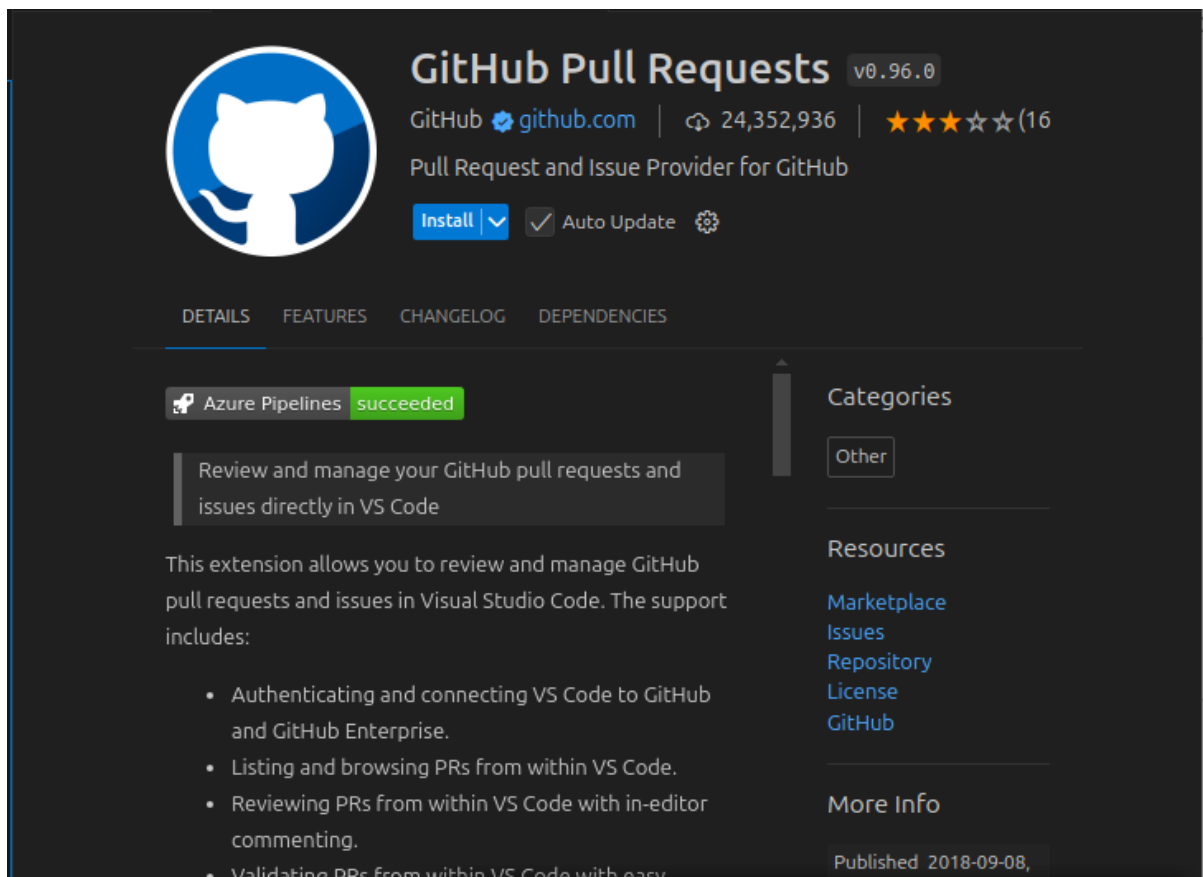 GitHub Pull Requests v0.96.0
GitHub github.com 24,352,936 (16
Pull Request and Issue Provider for GitHub
Install Auto Update
DETAILS FEATURES CHANGELOG DEPENDENCIES
Azure Pipelines succeeded
Review and manage your GitHub pull requests and
issues directly in VS Code
This extension allows you to review and manage GitHub
pull requests and issues in Visual Studio Code. The support
includes:
• Authenticating and connecting VS Code to GitHub
and GitHub Enterprise.
• Listing and browsing PRs from within VS Code.
• Reviewing PRs from within VS Code with in-editor
commenting.
• Validating PRs from within VS Code with easy
Categories
Other
Resources
Marketplace
Issues
Repository
License
GitHub
More Info
Published 2018-09-08,